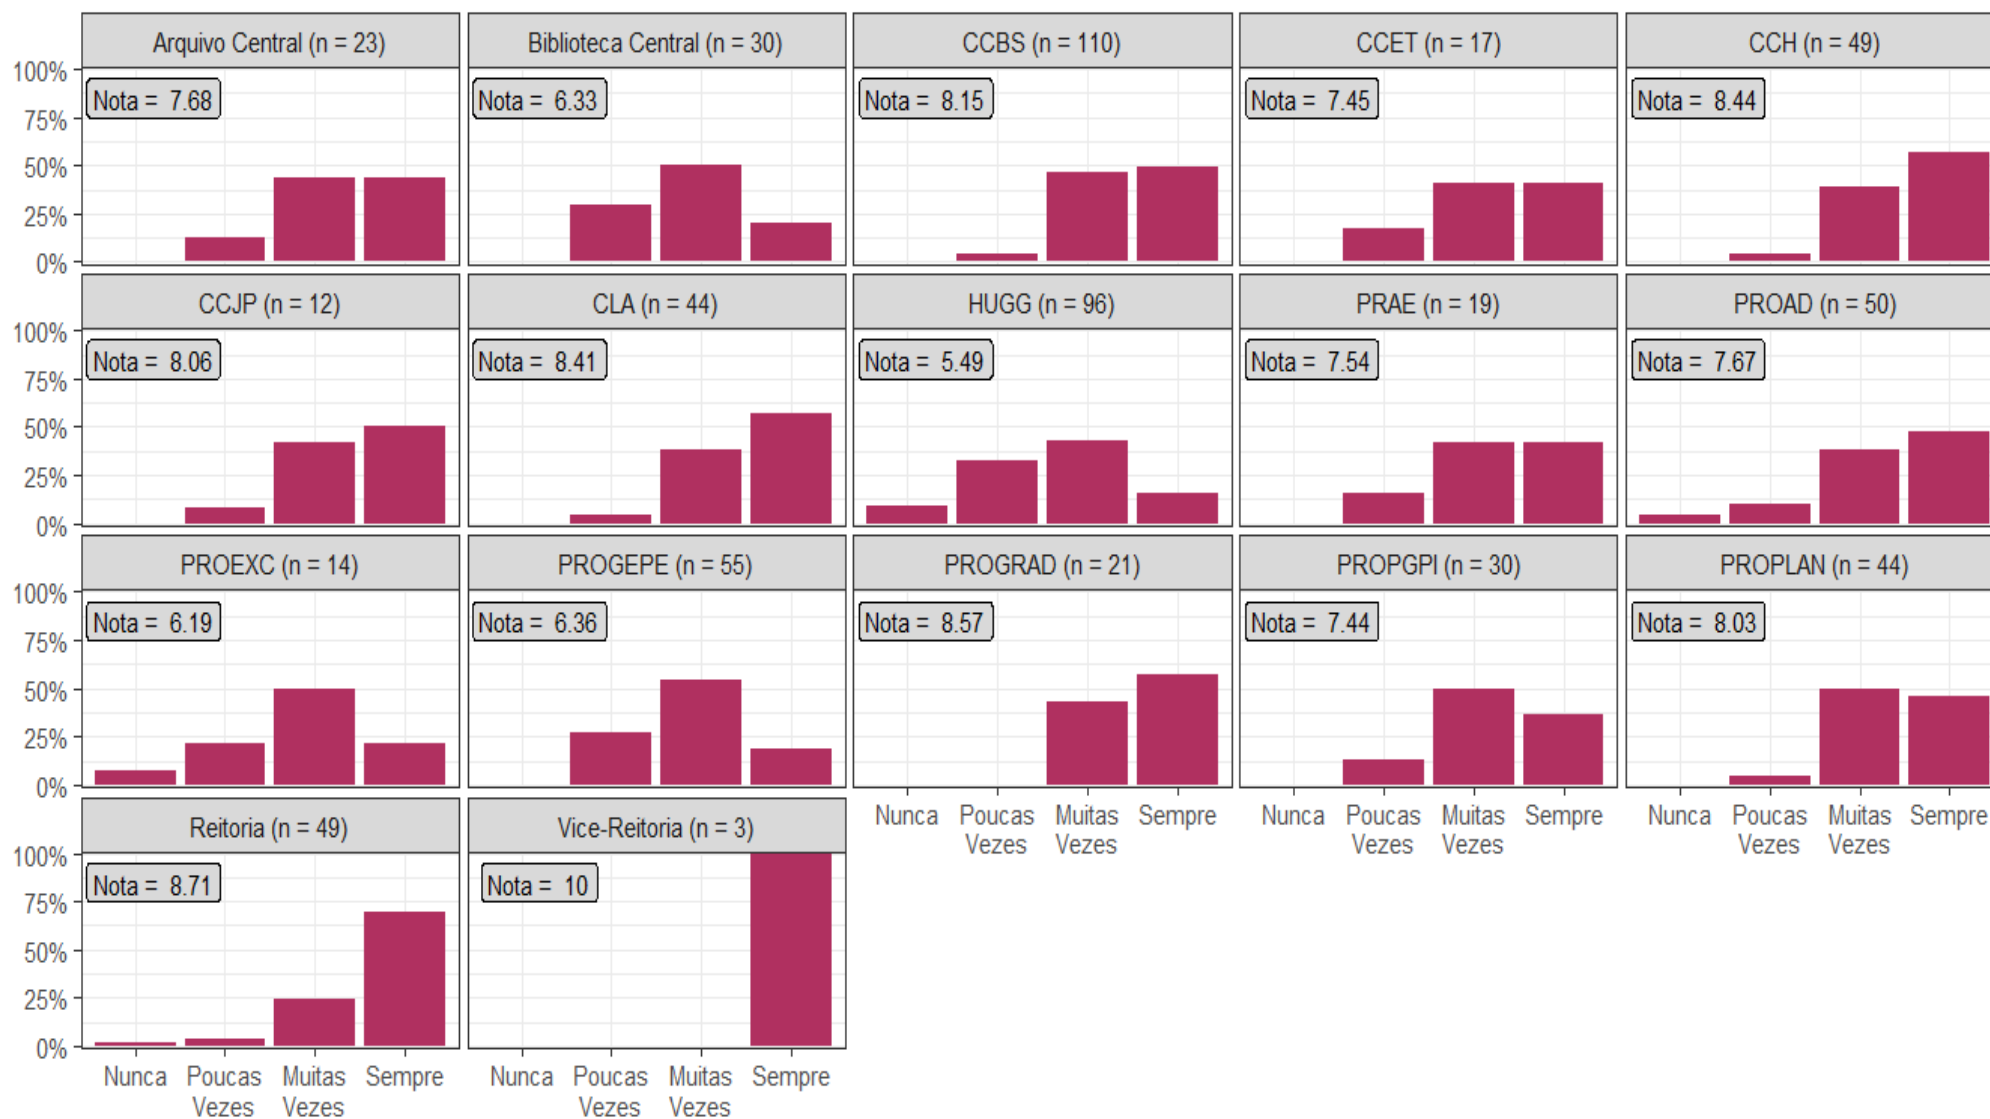 Arquivo Central (n = 23)
Biblioteca Central (n = 30)
CCBS (n = 110)
CCET (n = 17)
CCH (n = 49)
100%
75%
50%
25%
0%
Nota = 7.68
Nota = 6.33
Nota = 8.15
Nota = 7.45
Nota = 8.44
CCJP (n = 12)
CLA (n = 44)
HUGG (n = 96)
PRAE (n = 19)
PROAD (n = 50)
100%
75%
50%
25%
0%
Nota = 8.06
Nota = 8.41
Nota = 5.49
Nota = 7.54
Nota = 7.67
PROEXC (n = 14)
PROGEPE (n = 55)
PROGRAD (n = 21)
PROPGPI (n = 30)
PROPLAN (n = 44)
100%
75%
50%
25%
0%
Nota = 6.19
Nota = 6.36
Nota = 8.57
Nota = 7.44
Nota = 8.03
Nunca
Poucas
Vezes
Muitas
Vezes
Sempre
Nunca
Poucas
Vezes
Muitas
Vezes
Sempre
Nunca
Poucas
Vezes
Muitas
Vezes
Sempre
Reitoria (n = 49)
Vice-Reitoria (n = 3)
100%
75%
50%
25%
0%
Nota = 8.71
Nota = 10
Nunca
Poucas
Vezes
Muitas
Vezes
Sempre
Nunca
Poucas
Vezes
Muitas
Vezes
Sempre